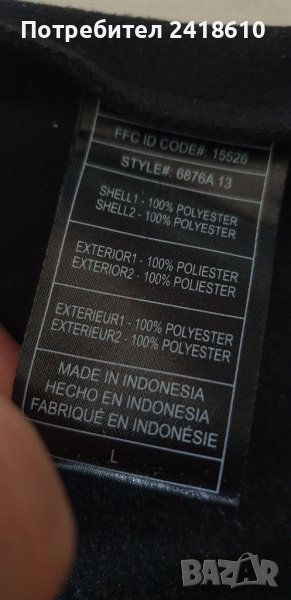 Потребител 2418610
FFC ID CODE#: 15526
STYLE#: 6876A 13
SHELL1 - 100% POLYESTER
SHELL2 - 100% POLYESTER
EXTERIOR1 - 100% POLIESTER
EXTERIOR2 - 100% POLIESTER
EXTERIEUR1 - 100% POLYESTER
EXTERIEUR2 - 100% POLYESTER
MADE IN INDONESIA
HECHO EN INDONESIA
FABRIQUÉ EN INDONÉSIE
L
BAZAR